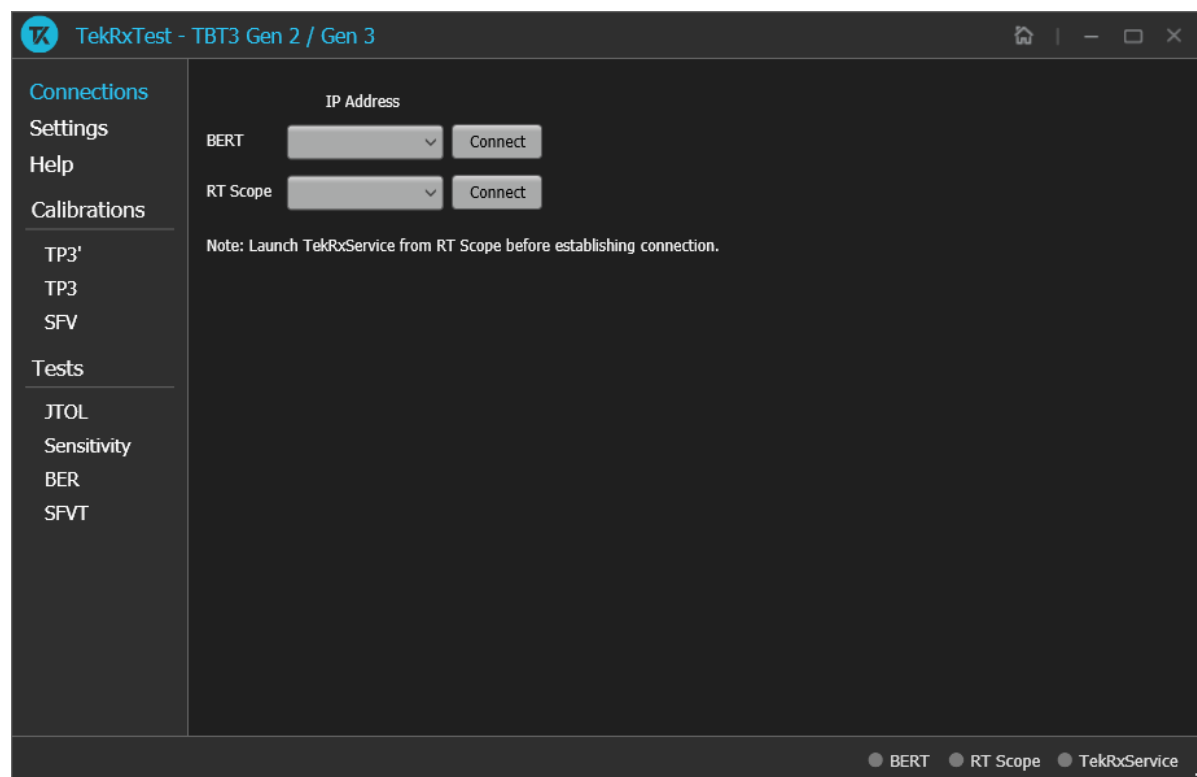 TekRxTest - TBT3 Gen 2 / Gen 3
Connections
Settings
Help
Calibrations
TP3'
TP3
SFV
Tests
JTOL
Sensitivity
BER
SFVT
IP Address
BERT
Connect
RT Scope
Connect
Note: Launch TekRxService from RT Scope before establishing connection.
BERT RT Scope TekRxService